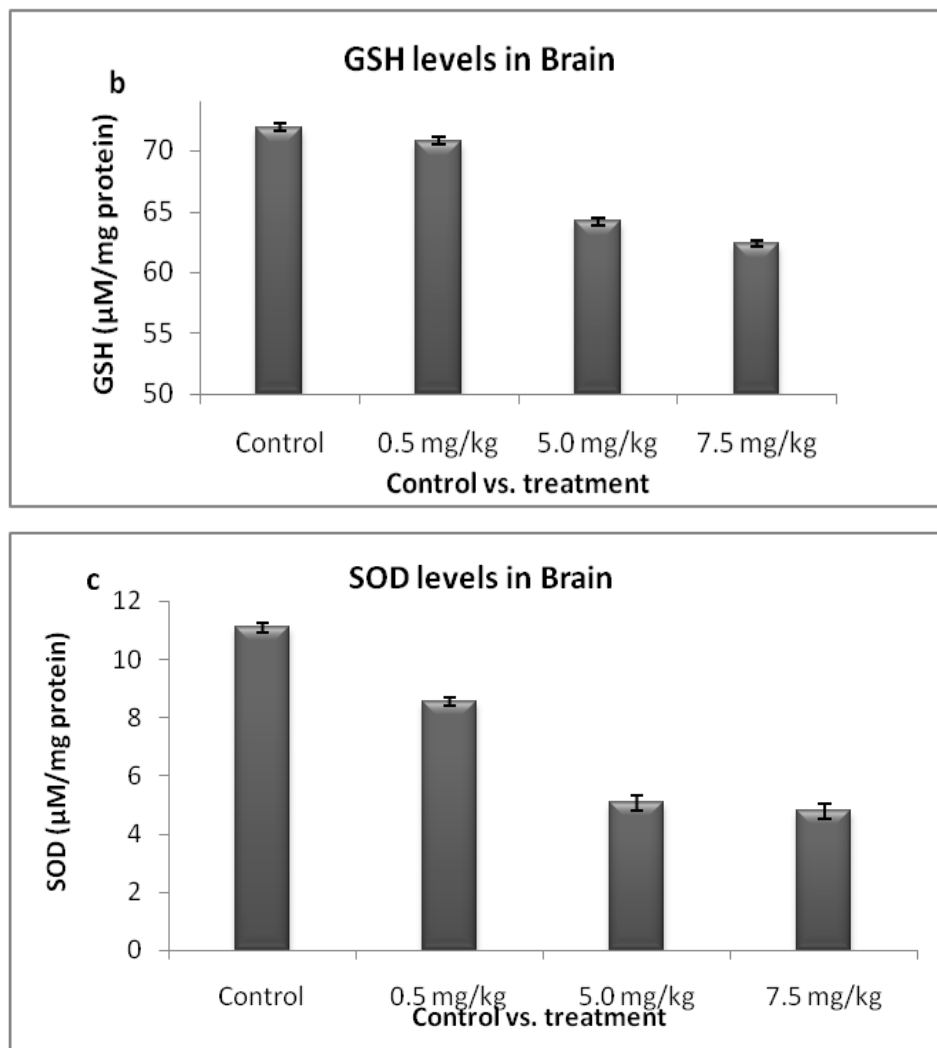 GSH levels in Brain
b
GSH (µM/mg protein)
70
65
60
55
50
Control 0.5 mg/kg 5.0 mg/kg 7.5 mg/kg
Control vs. treatment
SOD levels in Brain
c
SOD (µM/mg protein)
12
10
8
6
4
2
0
Control 0.5 mg/kg 5.0 mg/kg 7.5 mg/kg
Control vs. treatment